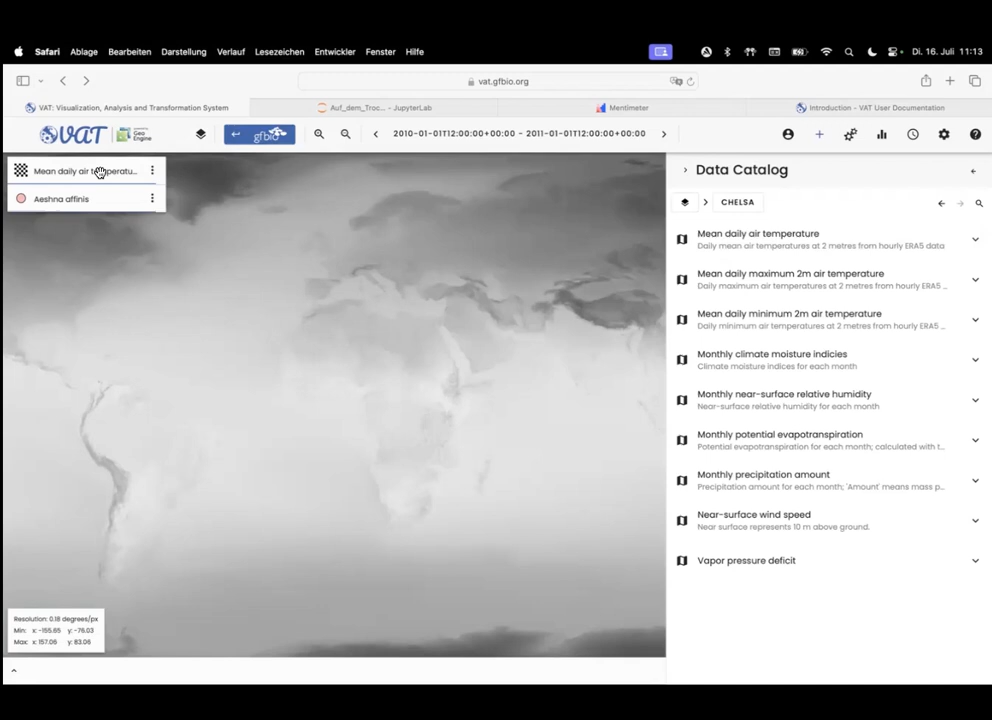 Safari Ablage Bearbeiten Darstellung Verlauf Lesezeichen Entwickler Fenster Hilfe Di. 16. Juli 11:13
vat.gfbio.org
VAT: Visualization, Analysis and Transformation System
Auf_dem_Troc... – JupyterLab
Mentimeter
Introduction - VAT User Documentation
VAT
Geo Engine
gfbio
2010-01-01T12:00:00+00:00 - 2011-01-01T12:00:00+00:00
Mean daily air temperatu...
Aeshna affinis
Data Catalog
CHELSA
Mean daily air temperature
Daily mean air temperatures at 2 metres from hourly ERA5 data
Mean daily maximum 2m air temperature
Daily maximum air temperatures at 2 metres from hourly ERA5 ...
Mean daily minimum 2m air temperature
Daily minimum air temperatures at 2 metres from hourly ERA5 ...
Monthly climate moisture indicies
Climate moisture indices for each month
Monthly near-surface relative humidity
Near-surface relative humidity for each month
Monthly potential evapotranspiration
Potential evapotranspiration for each month; calculated with t...
Monthly precipitation amount
Precipitation amount for each month; 'Amount' means mass p...
Near-surface wind speed
Near surface represents 10 m above ground.
Vapor pressure deficit
Resolution: 0.18 degrees/px
Min: x: -155.65 y: -76.03
Max: x: 157.06 y: 83.06